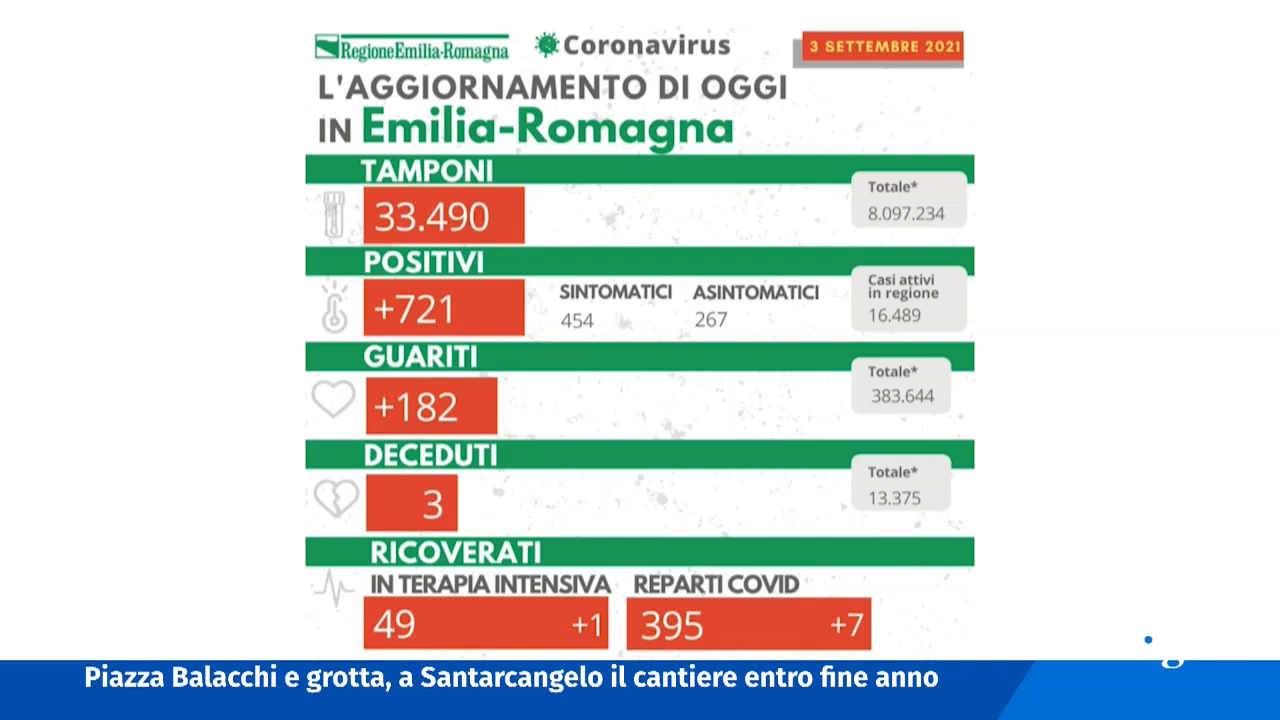 RegioneEmilia-Romagna
Coronavirus
3 SETTEMBRE 2021
L'AGGIORNAMENTO DI OGGI
IN Emilia-Romagna
TAMPONI
33.490
Totale*
8.097.234
POSITIVI
+721
SINTOMATICI
454
ASINTOMATICI
267
Casi attivi
in regione
16.489
GUARITI
+182
Totale*
383.644
DECEDUTI
3
Totale*
13.375
RICOVERATI
IN TERAPIA INTENSIVA
49 +1
REPARTI COVID
395 +7
Piazza Balacchi e grotta, a Santarcangelo il cantiere entro fine anno